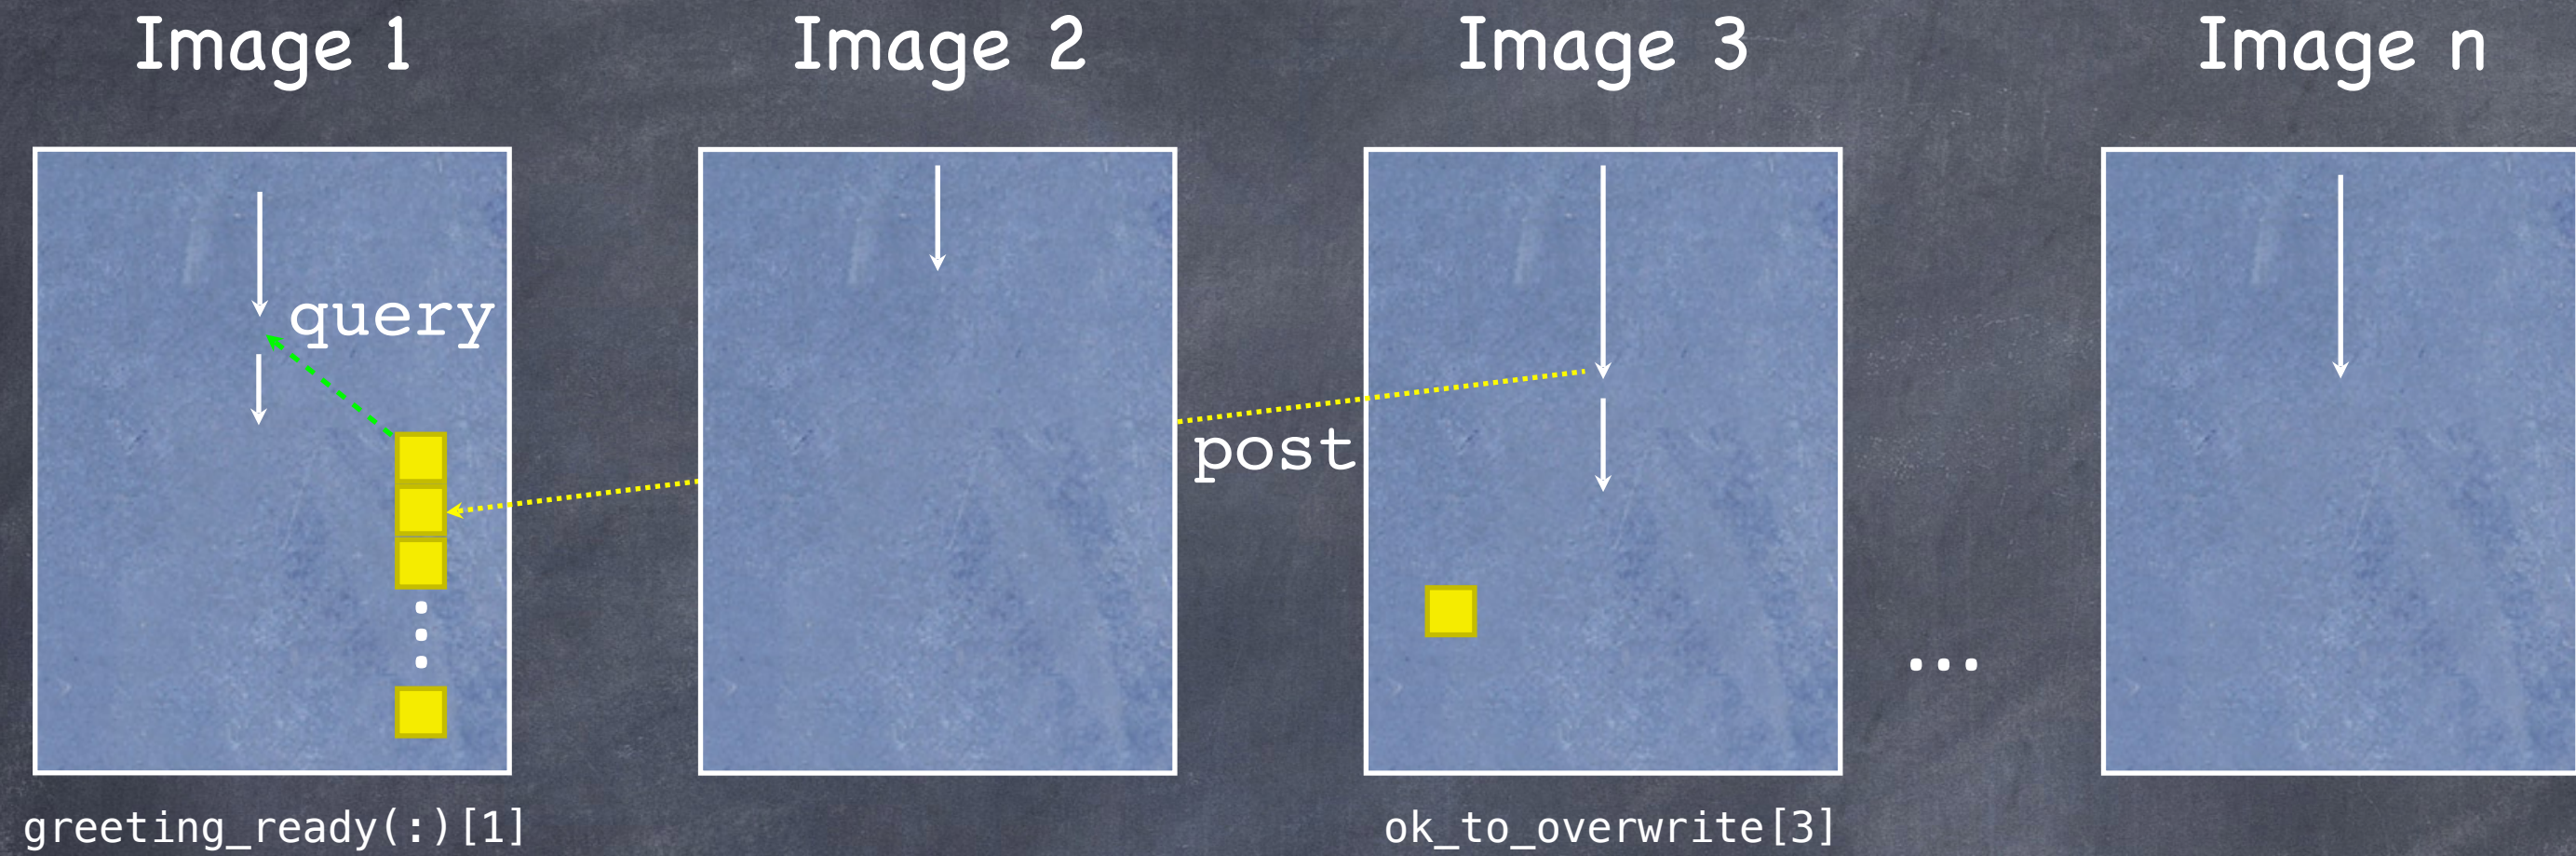 Image 1
Image 2
Image 3
Image n
query
post
...
greeting_ready(:)[1]
ok_to_overwrite[3]